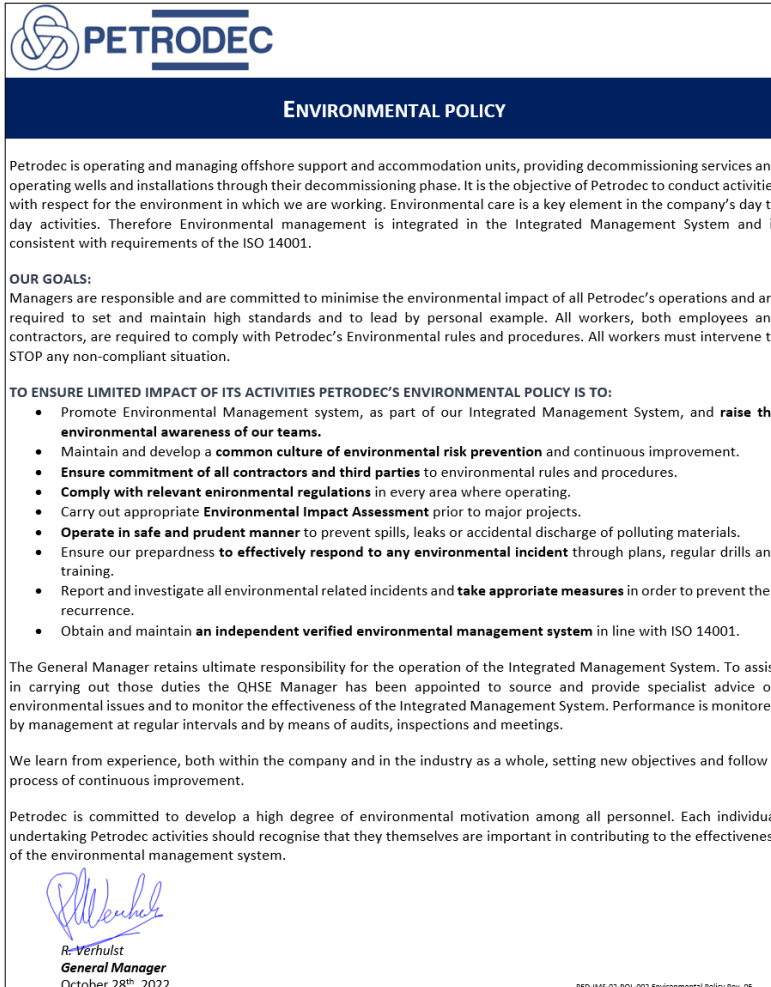 PETRODEC
ENVIRONMENTAL POLICY
Petrodec is operating and managing offshore support and accommodation units, providing decommissioning services an
operating wells and installations through their decommissioning phase. It is the objective of Petrodec to conduct activitie
with respect for the environment in which we are working. Environmental care is a key element in the company's day t
day activities. Therefore Environmental management is integrated in the Integrated Management System and i
consistent with requirements of the ISO 14001.
OUR GOALS:
Managers are responsible and are committed to minimise the environmental impact of all Petrodec's operations and ar
required to set and maintain high standards and to lead by personal example. All workers, both employees an
contractors, are required to comply with Petrodec's Environmental rules and procedures. All workers must intervene t
STOP any non-compliant situation.
TO ENSURE LIMITED IMPACT OF ITS ACTIVITIES PETRODEC'S ENVIRONMENTAL POLICY IS TO:
• Promote Environmental Management system, as part of our Integrated Management System, and raise th
environmental awareness of our teams.
• Maintain and develop a common culture of environmental risk prevention and continuous improvement.
• Ensure commitment of all contractors and third parties to environmental rules and procedures.
• Comply with relevant enironmental regulations in every area where operating.
• Carry out appropriate Environmental Impact Assessment prior to major projects.
• Operate in safe and prudent manner to prevent spills, leaks or accidental discharge of polluting materials.
• Ensure our prepardness to effectively respond to any environmental incident through plans, regular drills an
training.
• Report and investigate all environmental related incidents and take approriate measures in order to prevent the
recurrence.
• Obtain and maintain an independent verified environmental management system in line with ISO 14001.
The General Manager retains ultimate responsibility for the operation of the Integrated Management System. To assis
in carrying out those duties the QHSE Manager has been appointed to source and provide specialist advice o
environmental issues and to monitor the effectiveness of the Integrated Management System. Performance is monitore
by management at regular intervals and by means of audits, inspections and meetings.
We learn from experience, both within the company and in the industry as a whole, setting new objectives and follow
process of continuous improvement.
Petrodec is committed to develop a high degree of environmental motivation among all personnel. Each individua
undertaking Petrodec activities should recognise that they themselves are important in contributing to the effectivenes
of the environmental management system.
R. Verhulst
General Manager
October 28th, 2022
PED-IMS-02-POL-002 Environmental Policy Rev. 05